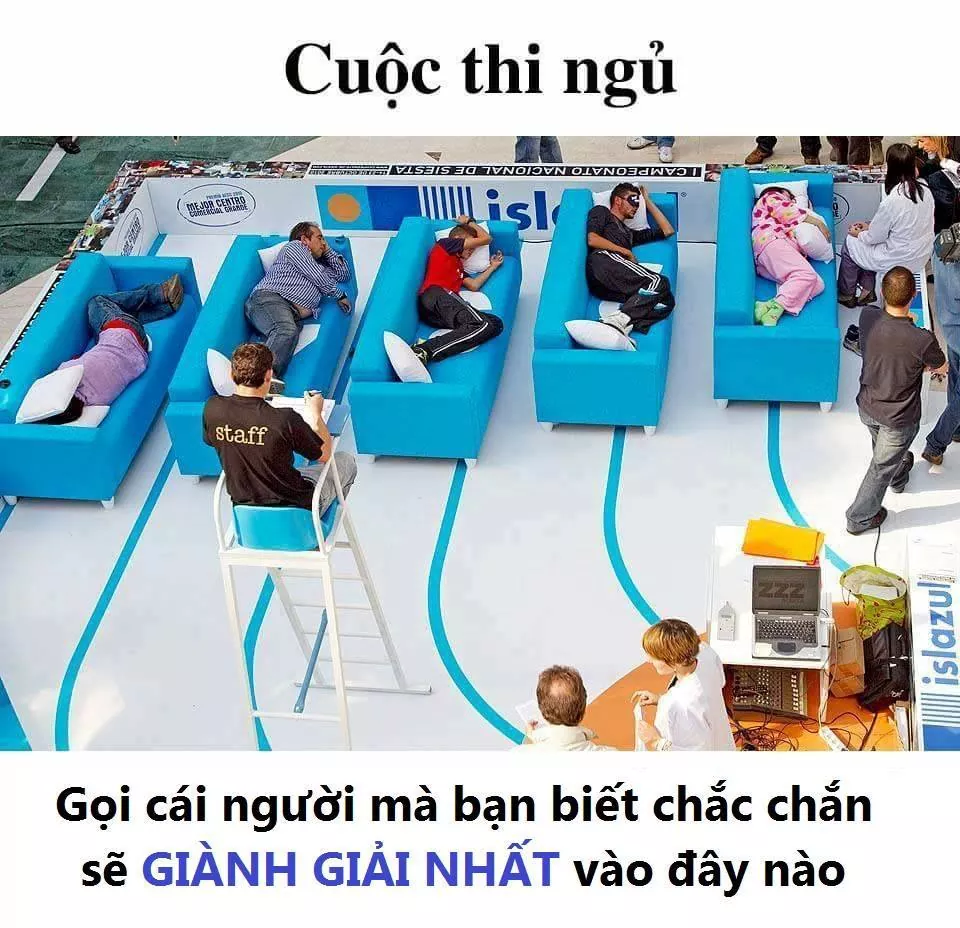 Cuộc thi ngủ
I CAMPEONATO NACIONAL DE SIESTA
MEJOR CENTRO
COMERCIAL GRANDE
isla
staff
ZZZ
islazul
Gọi cái người mà bạn biết chắc chắn
sẽ GIÀNH GIẢI NHẤT vào đây nào